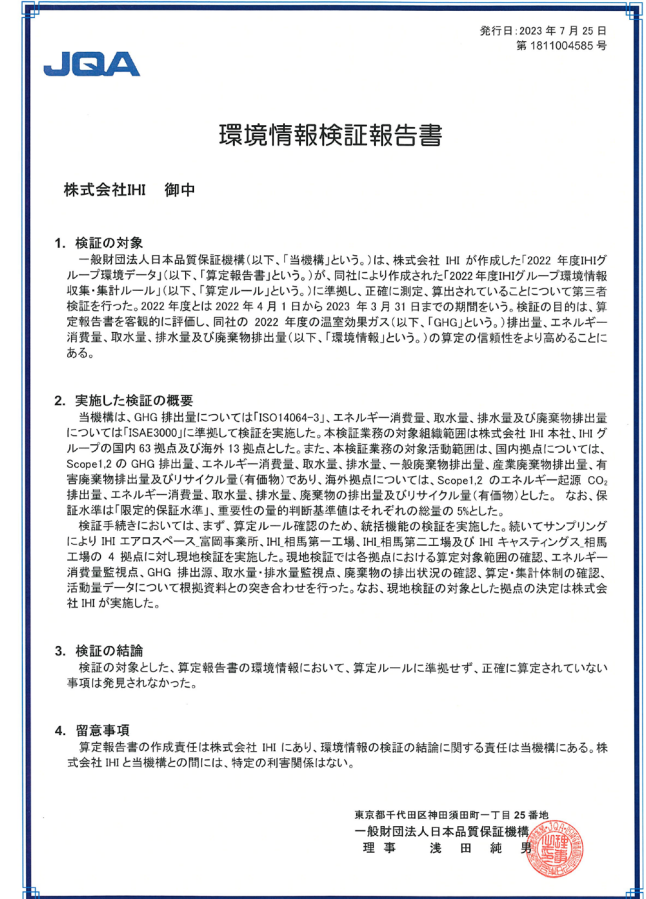 発行日:2023 年 7 月 25 日
第 1811004585 号
JQA
環境情報検証報告書
株式会社IHI 御中
1. 検証の対象
一般財団法人日本品質保証機構(以下、「当機構」という。)は、株式会社 IHI が作成した「2022 年度IHIグ
ループ環境データ」(以下、「算定報告書」という。)が、同社により作成された「2022 年度IHIグループ環境情報
収集・集計ルール」(以下、「算定ルール」という。)に準拠し、正確に測定、算出されていることについて第三者
検証を行った。2022 年度とは 2022 年 4 月 1 日から 2023 年 3 月 31 日までの期間をいう。検証の目的は、算
定報告書を客観的に評価し、同社の 2022 年度の温室効果ガス(以下、「GHG」という。)排出量、エネルギー
消費量、取水量、排水量及び廃棄物排出量(以下、「環境情報」という。)の算定の信頼性をより高めることに
ある。
2. 実施した検証の概要
当機構は、GHG 排出量については「ISO14064-3」、エネルギー消費量、取水量、排水量及び廃棄物排出量
については「ISAE3000」に準拠して検証を実施した。本検証業務の対象組織範囲は株式会社 IHI 本社、IHI グ
ループの国内 63 拠点及び海外 13 拠点とした。また、本検証業務の対象活動範囲は、国内拠点については、
Scope1,2 の GHG 排出量、エネルギー消費量、取水量、排水量、一般廃棄物排出量、産業廃棄物排出量、有
害廃棄物排出量及びリサイクル量(有価物)であり、海外拠点については、Scope1,2 のエネルギー起源 CO₂
排出量、エネルギー消費量、取水量、排水量、廃棄物の排出量及びリサイクル量(有価物)とした。 なお、保
証水準は「限定的保証水準」、重要性の量的判断基準値はそれぞれの総量の 5%とした。
検証手続きにおいては、まず、算定ルール確認のため、統括機能の検証を実施した。続いてサンプリング
により IHI エアロスペース_富岡事業所、IHI_相馬第一工場、IHI_相馬第二工場及び IHI キャスティングス_相馬
工場の 4 拠点に対し現地検証を実施した。現地検証では各拠点における算定対象範囲の確認、エネルギー
消費量監視点、GHG 排出源、取水量・排水量監視点、廃棄物の排出状況の確認、算定・集計体制の確認、
活動量データについて根拠資料との突き合わせを行った。なお、現地検証の対象とした拠点の決定は株式会
社 IHI が実施した。
3. 検証の結論
検証の対象とした、算定報告書の環境情報において、算定ルールに準拠せず、正確に算定されていない
事項は発見されなかった。
4. 留意事項
算定報告書の作成責任は株式会社 IHI にあり、環境情報の検証の結論に関する責任は当機構にある。株
式会社 IHI と当機構との間には、特定の利害関係はない。
東京都千代田区神田須田町一丁目 25 番地
一般財団法人日本品質保証機構
理 事 浅 田 純 男